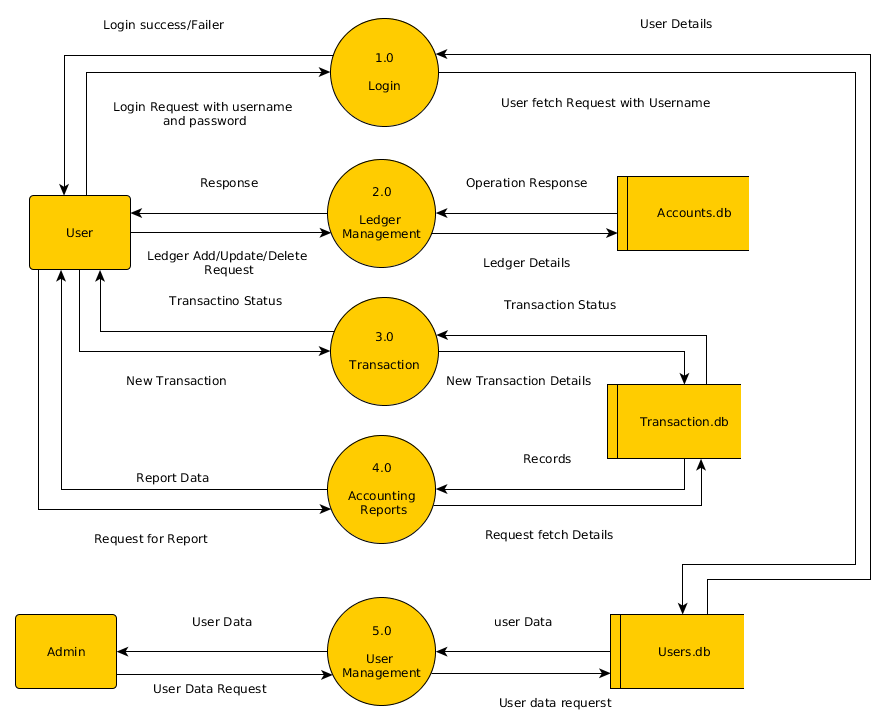 Login success/Failer
User Details
1.0
Login
Login Request with username
and password
User fetch Request with Username
Response
2.0
Ledger
Management
Operation Response
Accounts.db
User
Ledger Add/Update/Delete
Request
Ledger Details
Transactino Status
3.0
Transaction
Transaction Status
New Transaction
New Transaction Details
Transaction.db
Report Data
4.0
Accounting
Reports
Records
Request for Report
Request fetch Details
User Data
5.0
User
Management
user Data
Admin
Users.db
User Data Request
User data requerst